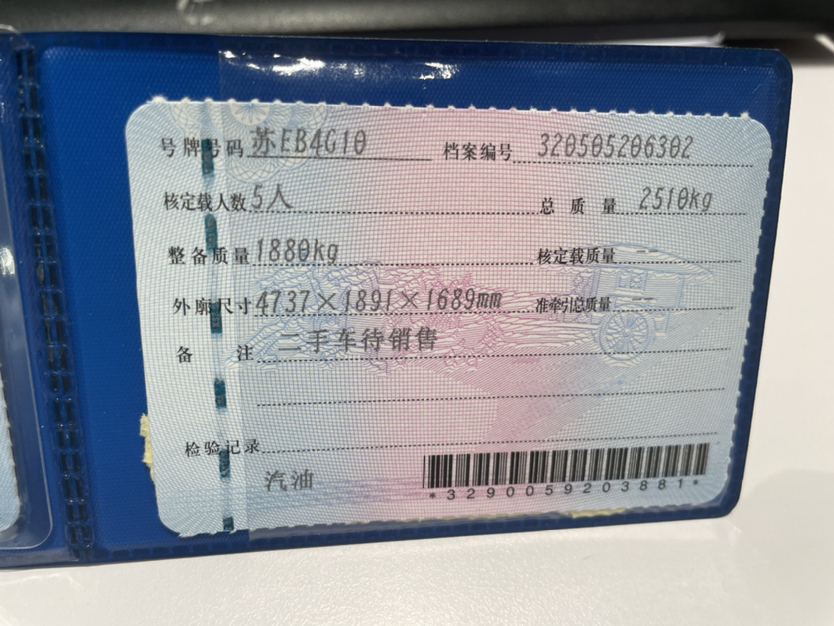 号牌号码 苏EB4G10 档案编号 320505206302
核定载人数 5人 总质量 2510kg
整备质量 1880kg 核定载质量 --
外廓尺寸 4737×1891×1689mm 准牵引总质量 --
备注 二手车待销售
检验记录
汽油
*3290059203881*